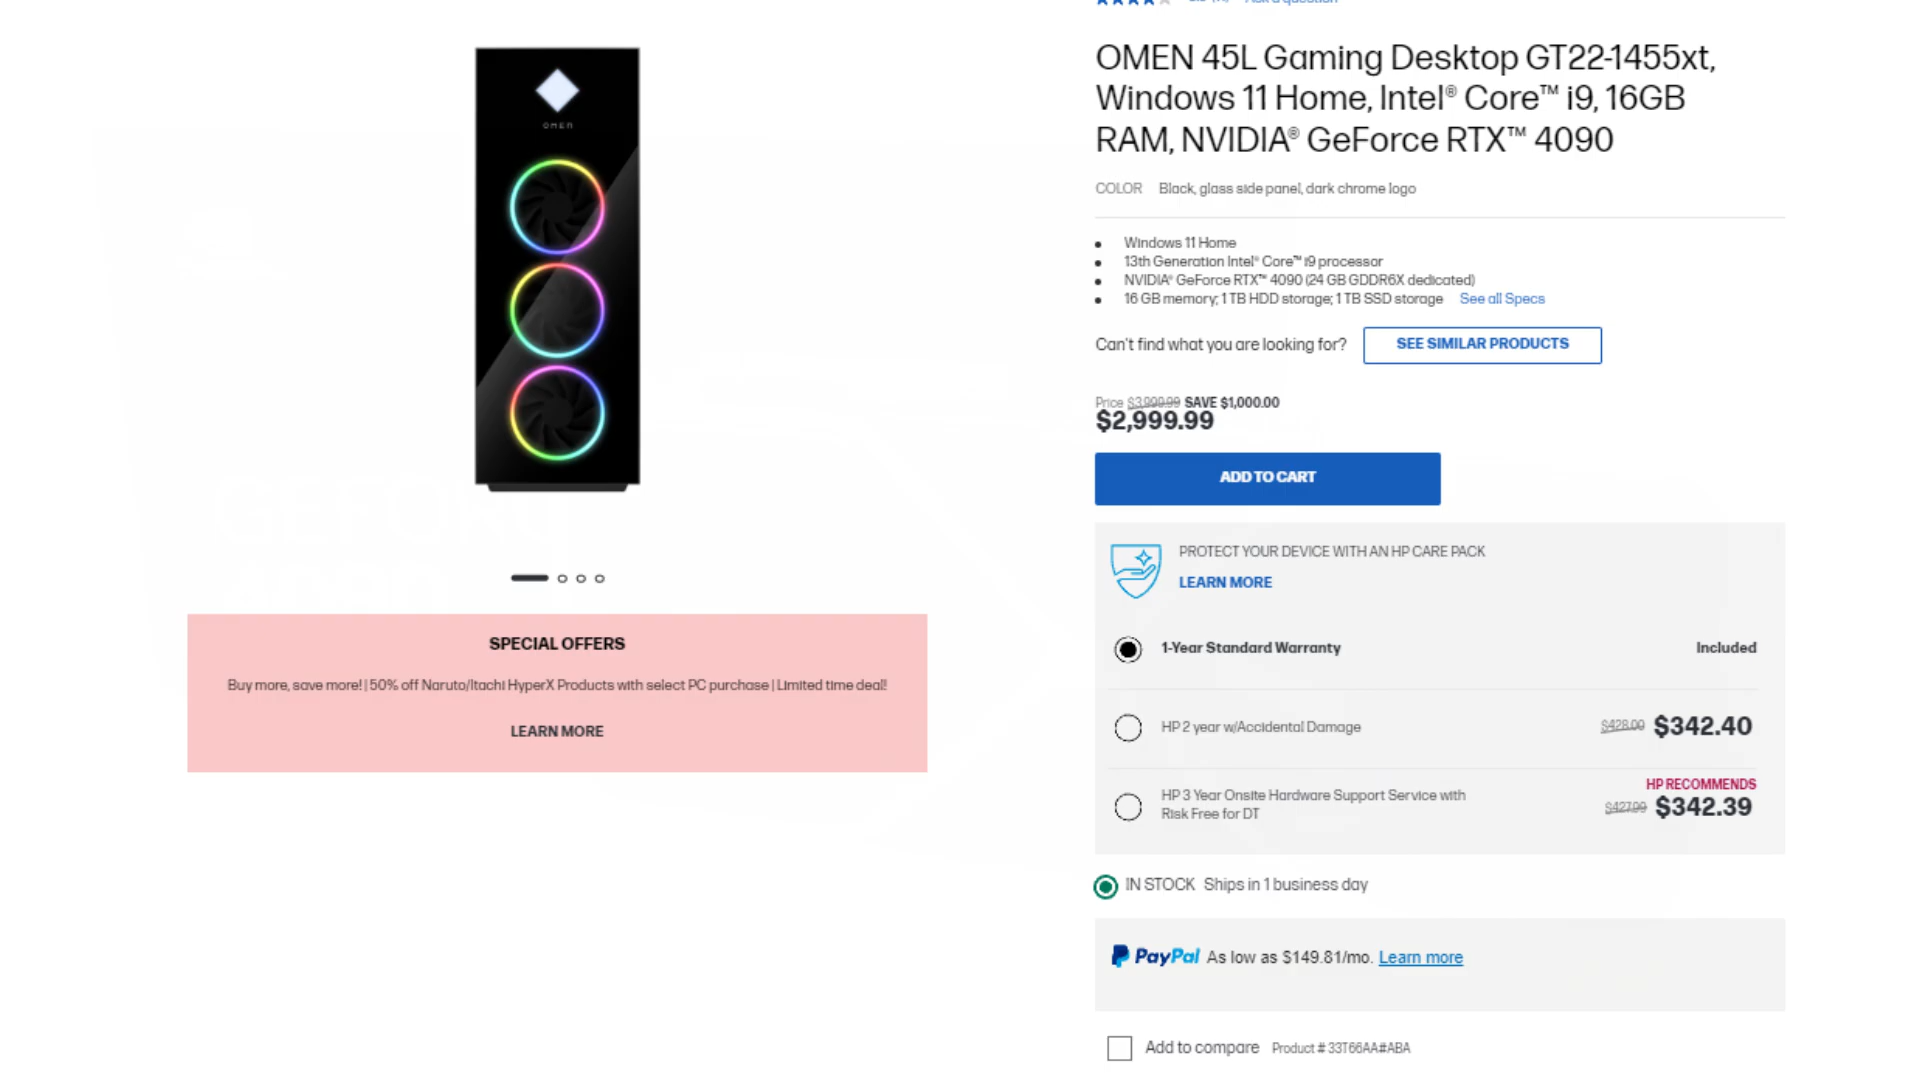 OMEN 45L Gaming Desktop GT22-1455xt,
Windows 11 Home, Intel® Core™ i9, 16GB
RAM, NVIDIA® GeForce RTX™ 4090
OMEN
COLOR Black, glass side panel, dark chrome logo
Windows 11 Home
13th Generation Intel® Core™ i9 processor
NVIDIA® GeForce RTX™ 4090 (24 GB GDDR6X dedicated)
16 GB memory; 1 TB HDD storage; 1 TB SSD storage See all Specs
Can't find what you are looking for? SEE SIMILAR PRODUCTS
Price $3,999.99 SAVE $1,000.00
$2,999.99
ADD TO CART
PROTECT YOUR DEVICE WITH AN HP CARE PACK
LEARN MORE
1-Year Standard Warranty Included
HP 2 year w/Accidental Damage $428.00 $342.40
HP RECOMMENDS
HP 3 Year Onsite Hardware Support Service with
Risk Free for DT $427.99 $342.39
IN STOCK Ships in 1 business day
PayPal As low as $149.81/mo. Learn more
Add to compare Product # 33T66AA#ABA
SPECIAL OFFERS
Buy more, save more! | 50% off Naruto/Itachi HyperX Products with select PC purchase | Limited time deal!
LEARN MORE